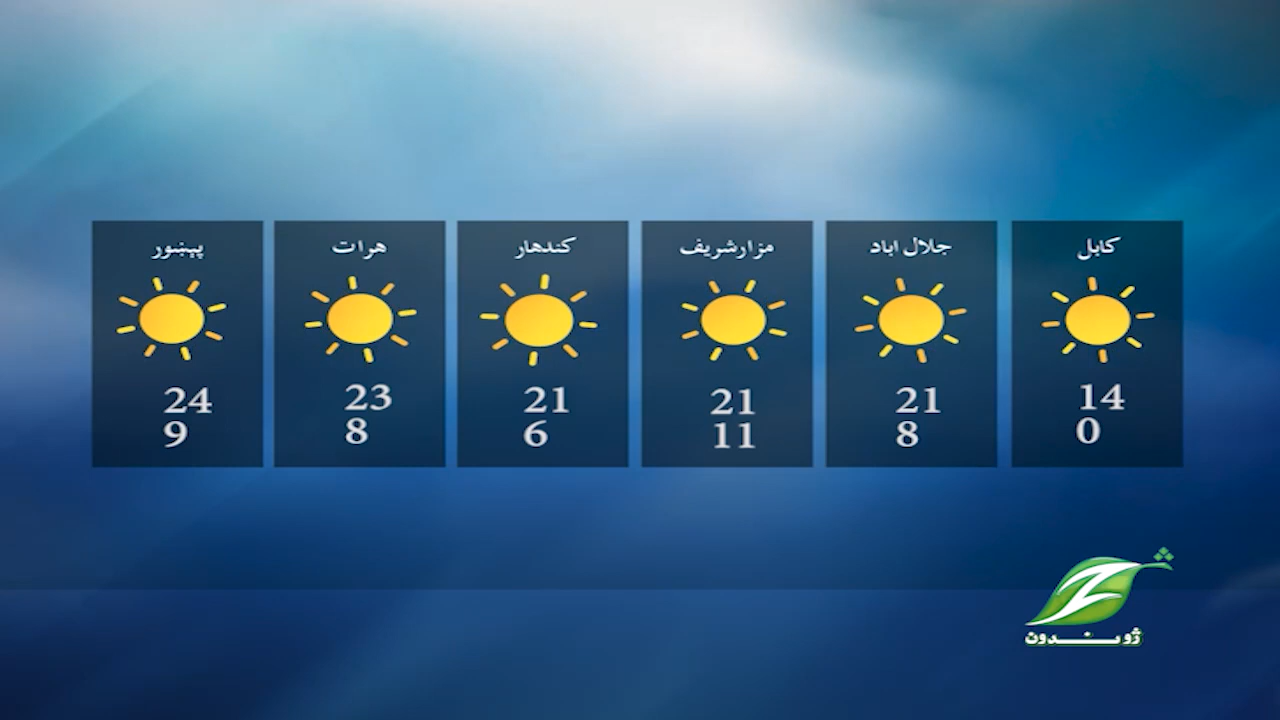 کابل
14
0
جلال اباد
21
8
مزارشریف
21
11
کندهار
21
6
هرات
23
8
پېښور
24
9
ژوندون